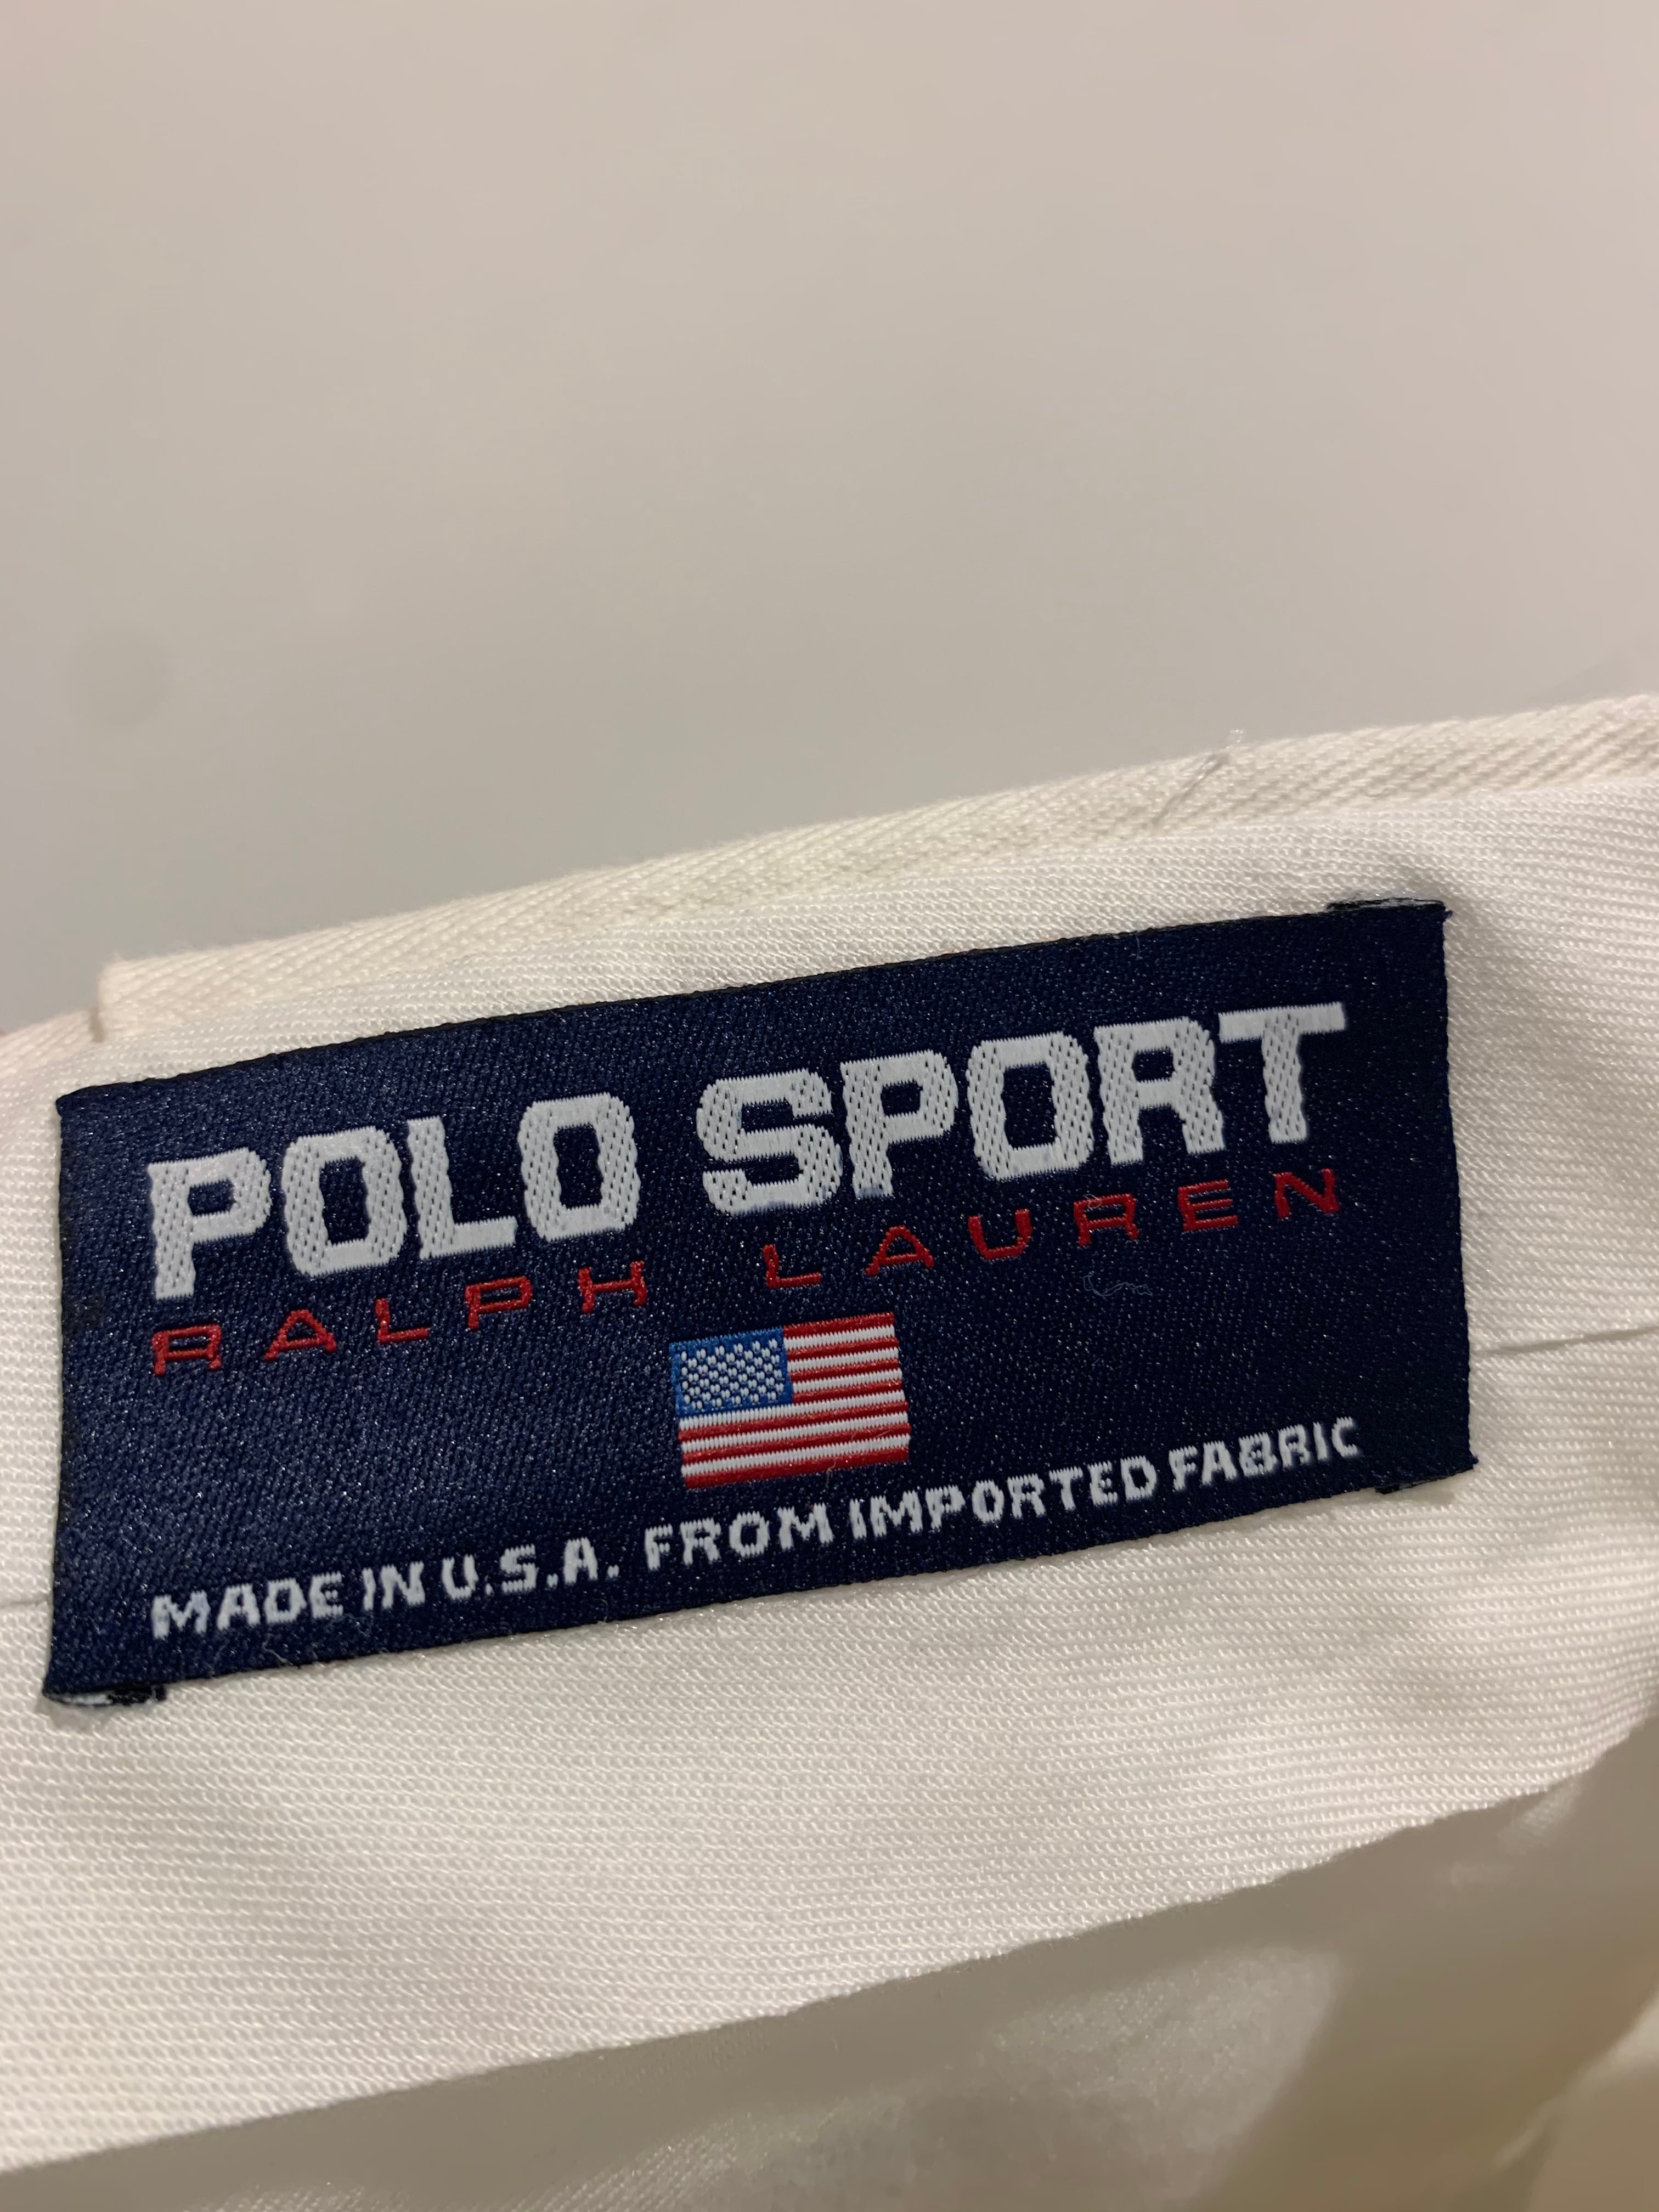 POLO SPORT
RALPH LAUREN
MADE IN U.S.A. FROM IMPORTED FABRIC